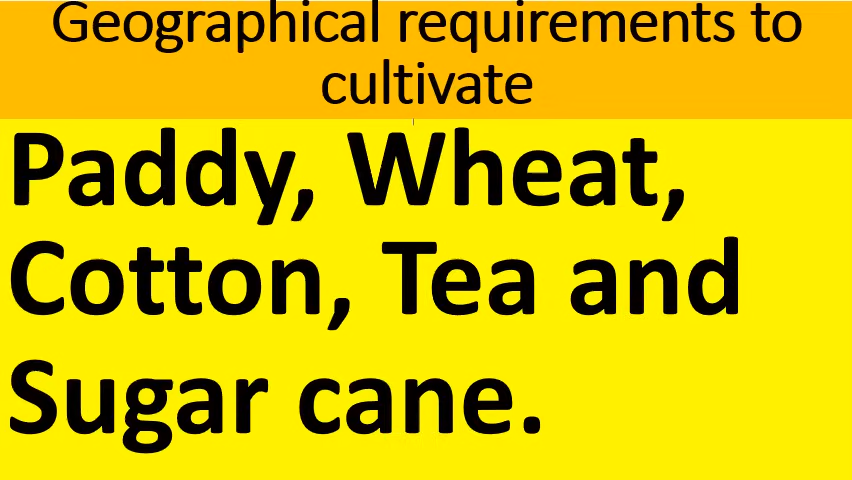 Geographical requirements to
cultivate
Paddy, Wheat,
Cotton, Tea and
Sugar cane.